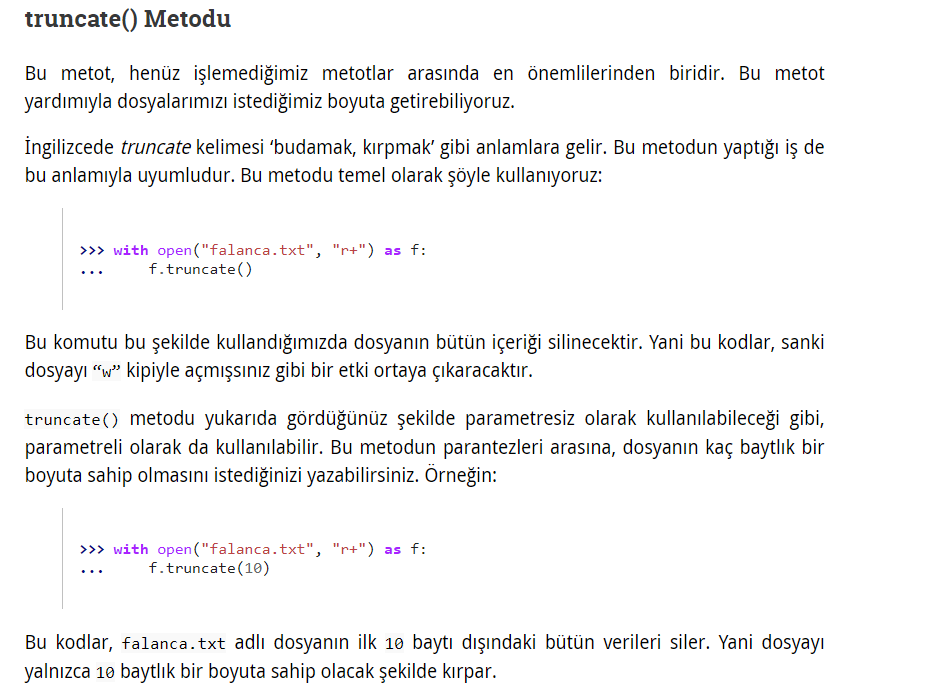 truncate() Metodu
Bu metot, henüz işlemediğimiz metotlar arasında en önemlilerinden biridir. Bu metot
yardımıyla dosyalarımızı istediğimiz boyuta getirebiliyoruz.
İngilizcede truncate kelimesi ‘budamak, kırpmak’ gibi anlamlara gelir. Bu metodun yaptığı iş de
bu anlamıyla uyumludur. Bu metodu temel olarak şöyle kullanıyoruz:
>>> with open("falanca.txt", "r+") as f:
...     f.truncate()
Bu komutu bu şekilde kullandığımızda dosyanın bütün içeriği silinecektir. Yani bu kodlar, sanki
dosyayı “w” kipiyle açmışsınız gibi bir etki ortaya çıkaracaktır.
truncate() metodu yukarıda gördüğünüz şekilde parametresiz olarak kullanılabileceği gibi,
parametreli olarak da kullanılabilir. Bu metodun parantezleri arasına, dosyanın kaç baytlık bir
boyuta sahip olmasını istediğinizi yazabilirsiniz. Örneğin:
>>> with open("falanca.txt", "r+") as f:
...     f.truncate(10)
Bu kodlar, falanca.txt adlı dosyanın ilk 10 baytı dışındaki bütün verileri siler. Yani dosyayı
yalnızca 10 baytlık bir boyuta sahip olacak şekilde kırpar.